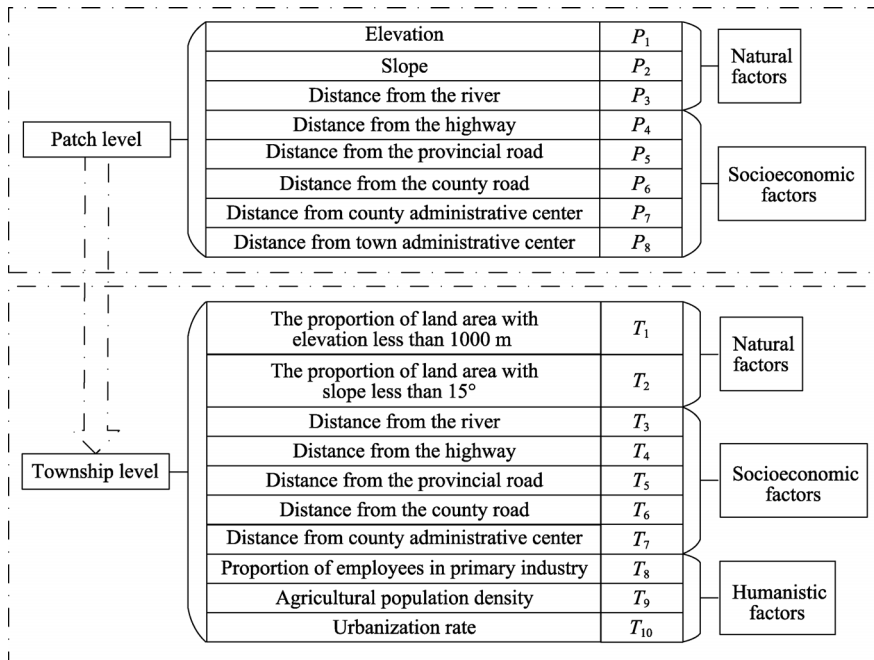 Elevation P₁
Slope P₂
Distance from the river P₃
Natural
factors
Patch level
Distance from the highway P₄
Distance from the provincial road P₅
Distance from the county road P₆
Distance from county administrative center P₇
Distance from town administrative center P₈
Socioeconomic
factors
The proportion of land area with
elevation less than 1000 m T₁
The proportion of land area with
slope less than 15° T₂
Natural
factors
Township level
Distance from the river T₃
Distance from the highway T₄
Distance from the provincial road T₅
Distance from the county road T₆
Distance from county administrative center T₇
Socioeconomic
factors
Proportion of employees in primary industry T₈
Agricultural population density T₉
Urbanization rate T₁₀
Humanistic
factors